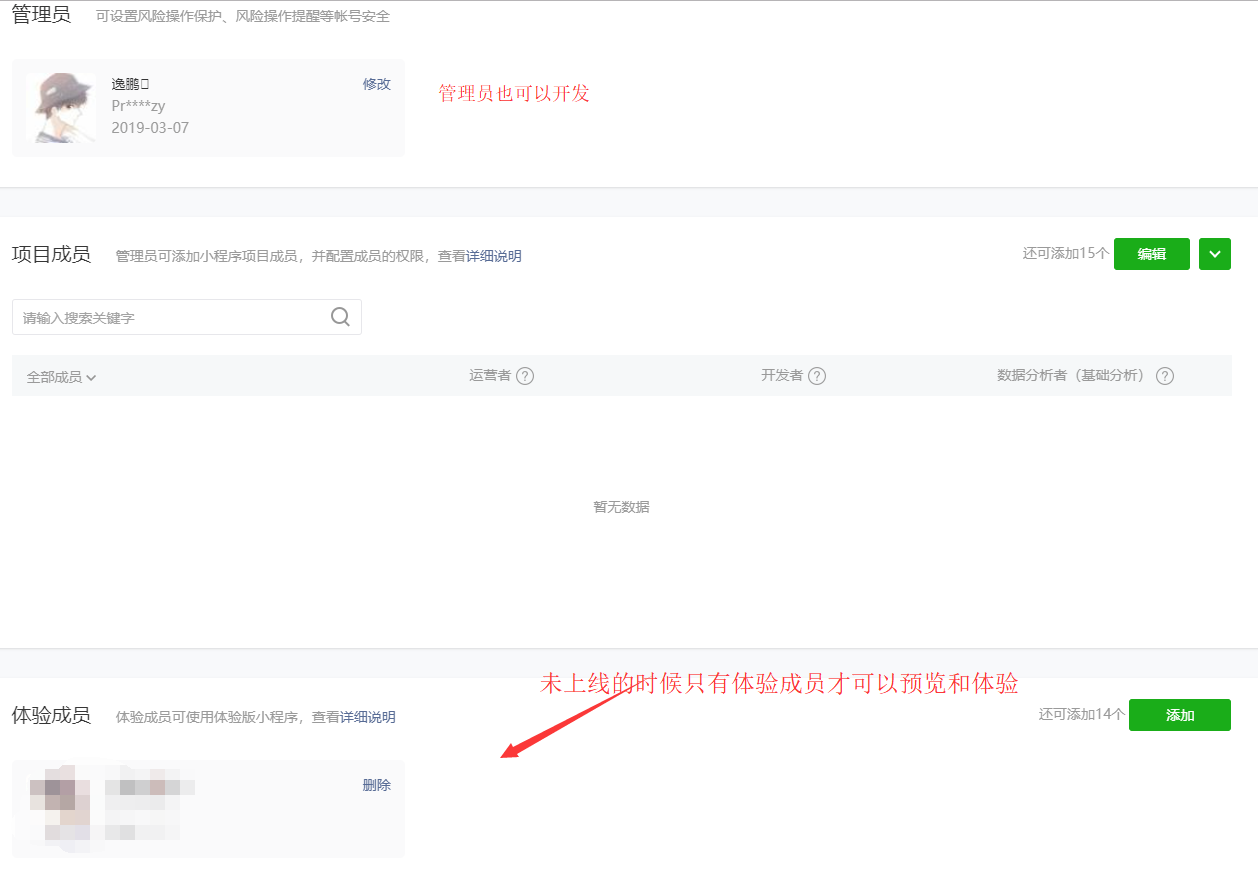 管理员 可设置风险操作保护、风险操作提醒等帐号安全
逸鹏
修改
Pr****zy
2019-03-07
管理员也可以开发
项目成员 管理员可添加小程序项目成员，并配置成员的权限，查看详细说明
还可添加15个 编辑
请输入搜索关键字
全部成员 运营者 ? 开发者 ? 数据分析者（基础分析） ?
暂无数据
未上线的时候只有体验成员才可以预览和体验
体验成员 体验成员可使用体验版小程序，查看详细说明
还可添加14个 添加
删除